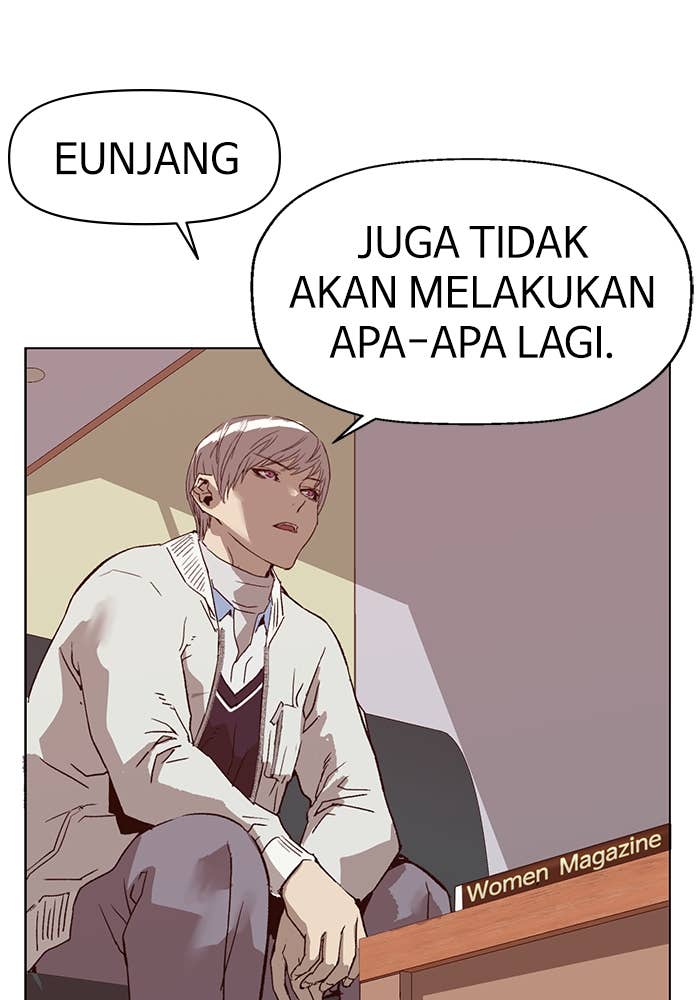 EUNJANG
JUGA TIDAK
AKAN MELAKUKAN
APA-APA LAGI.
Women Magazine